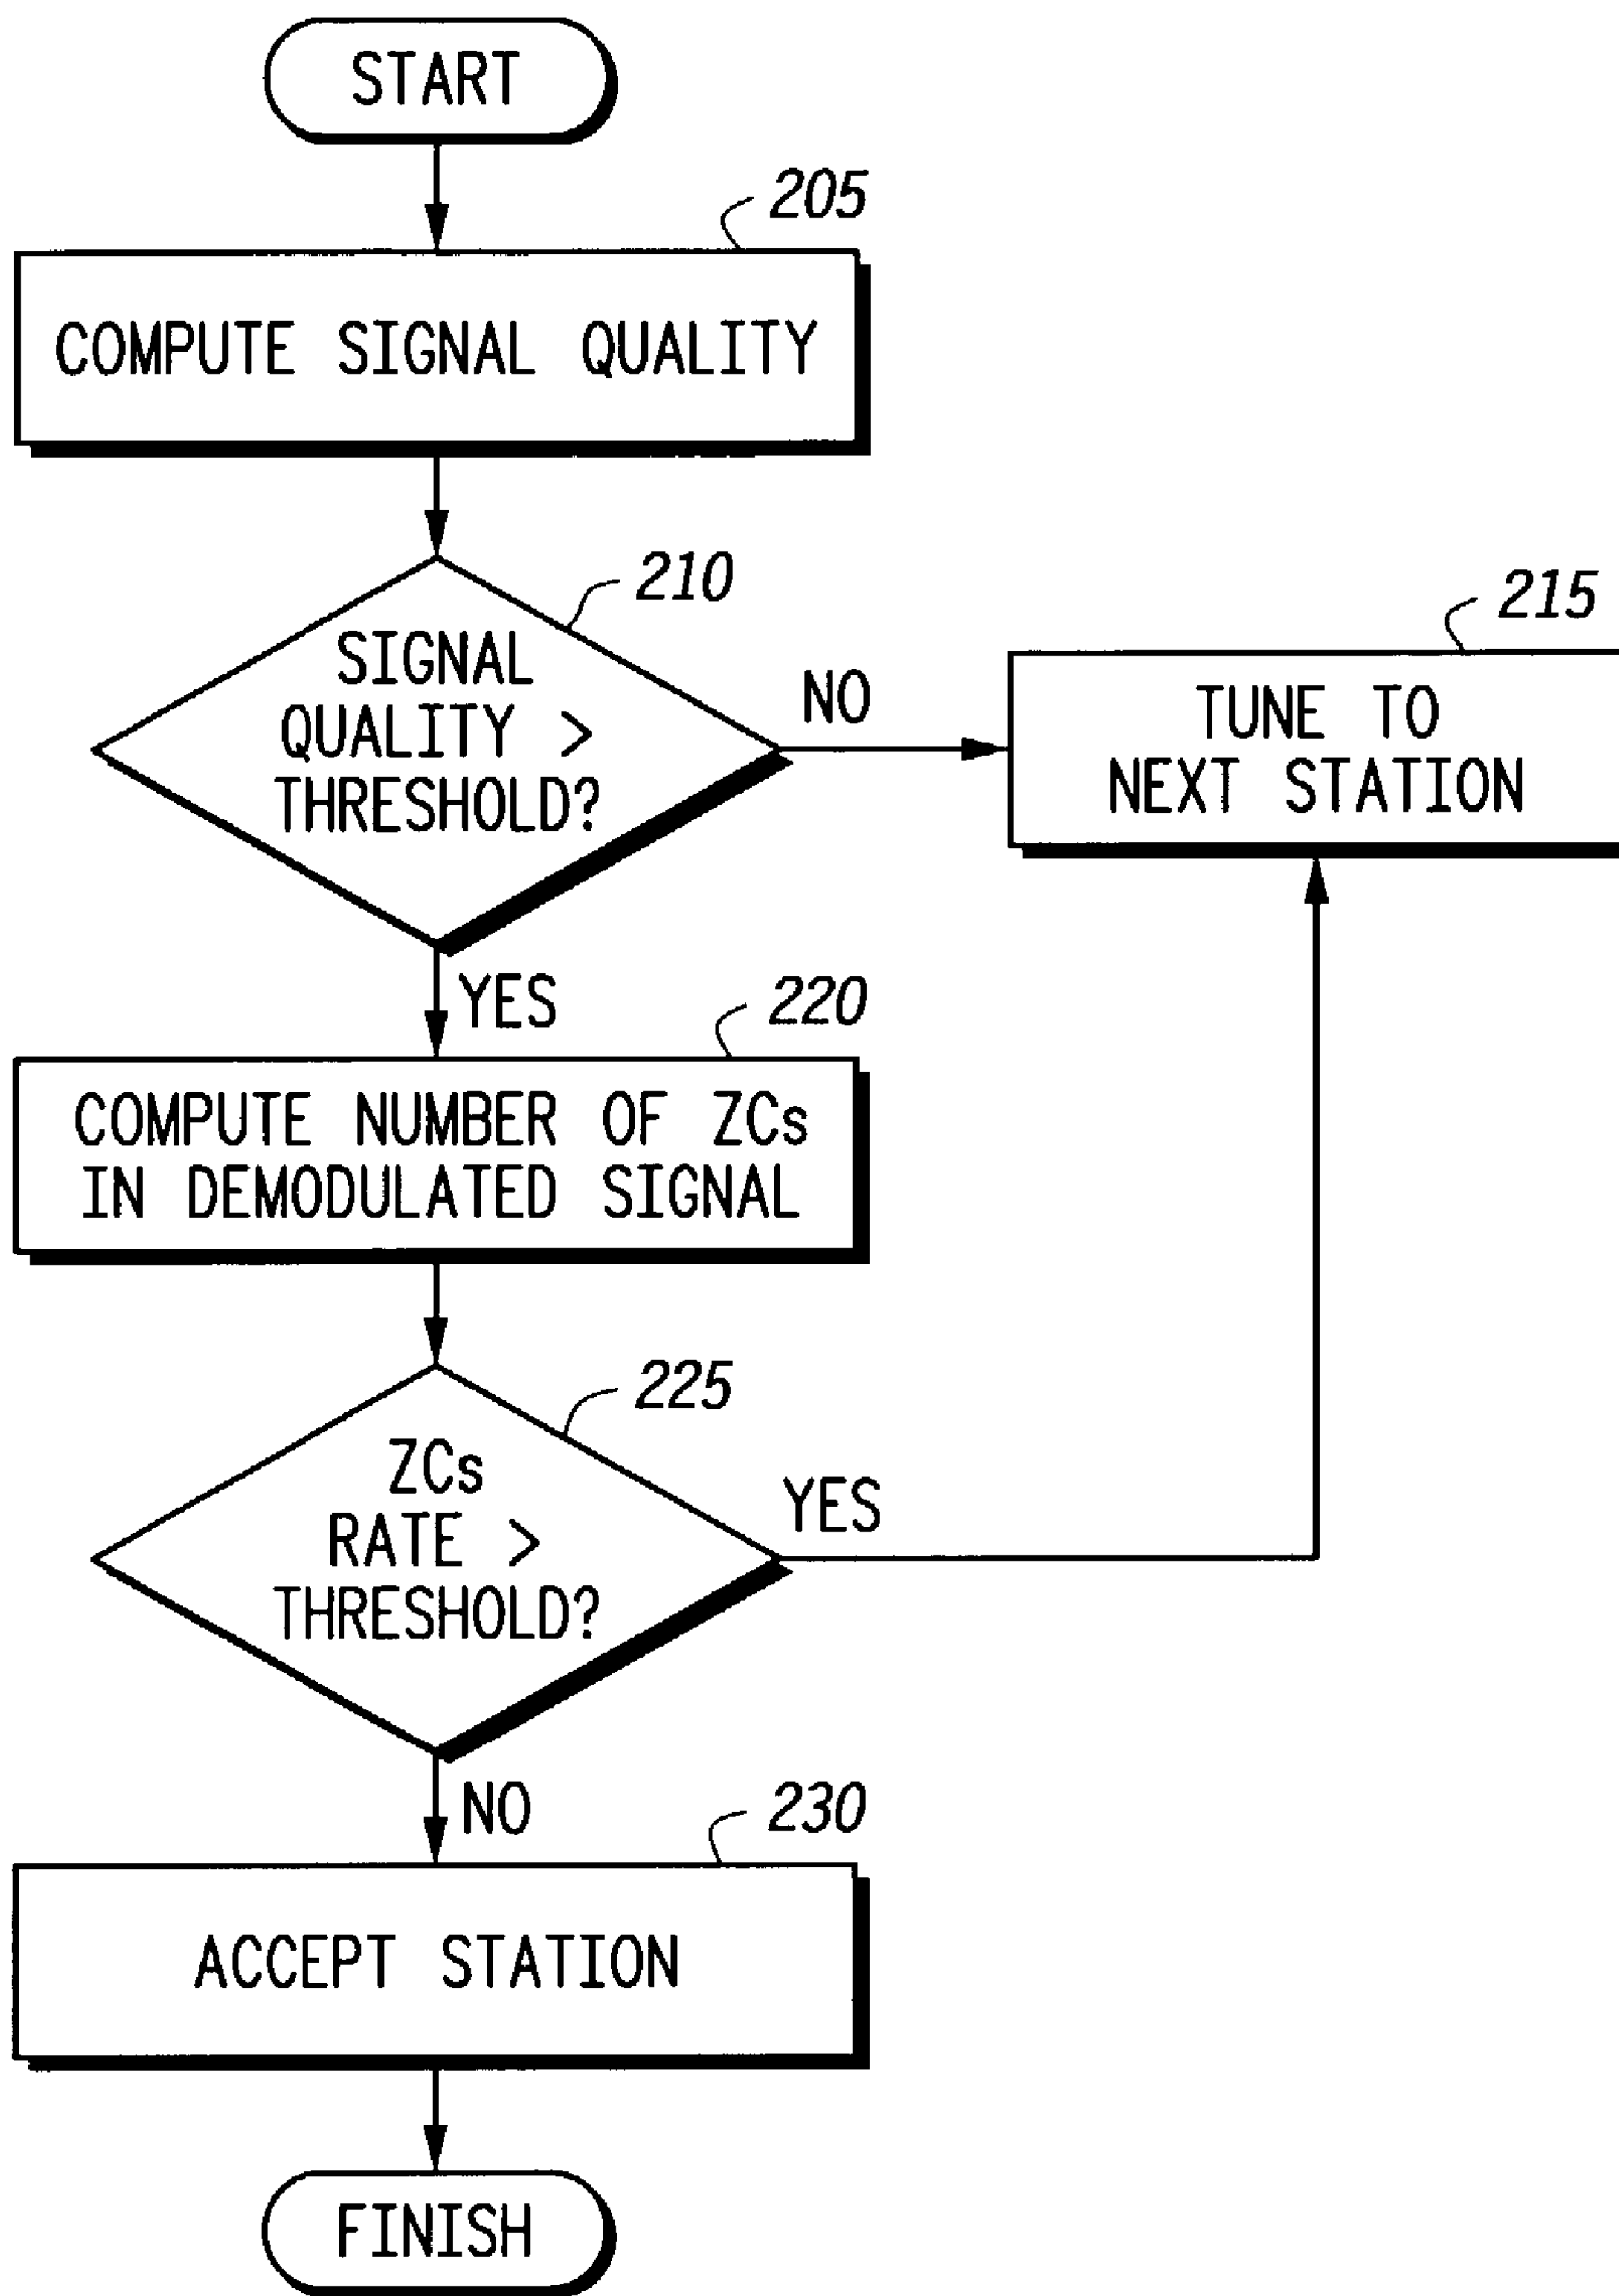 START
205
COMPUTE SIGNAL QUALITY
210
SIGNAL
QUALITY >
THRESHOLD?
NO
215
TUNE TO
NEXT STATION
YES
220
COMPUTE NUMBER OF ZCs
IN DEMODULATED SIGNAL
225
ZCs
RATE >
THRESHOLD?
YES
NO
230
ACCEPT STATION
FINISH